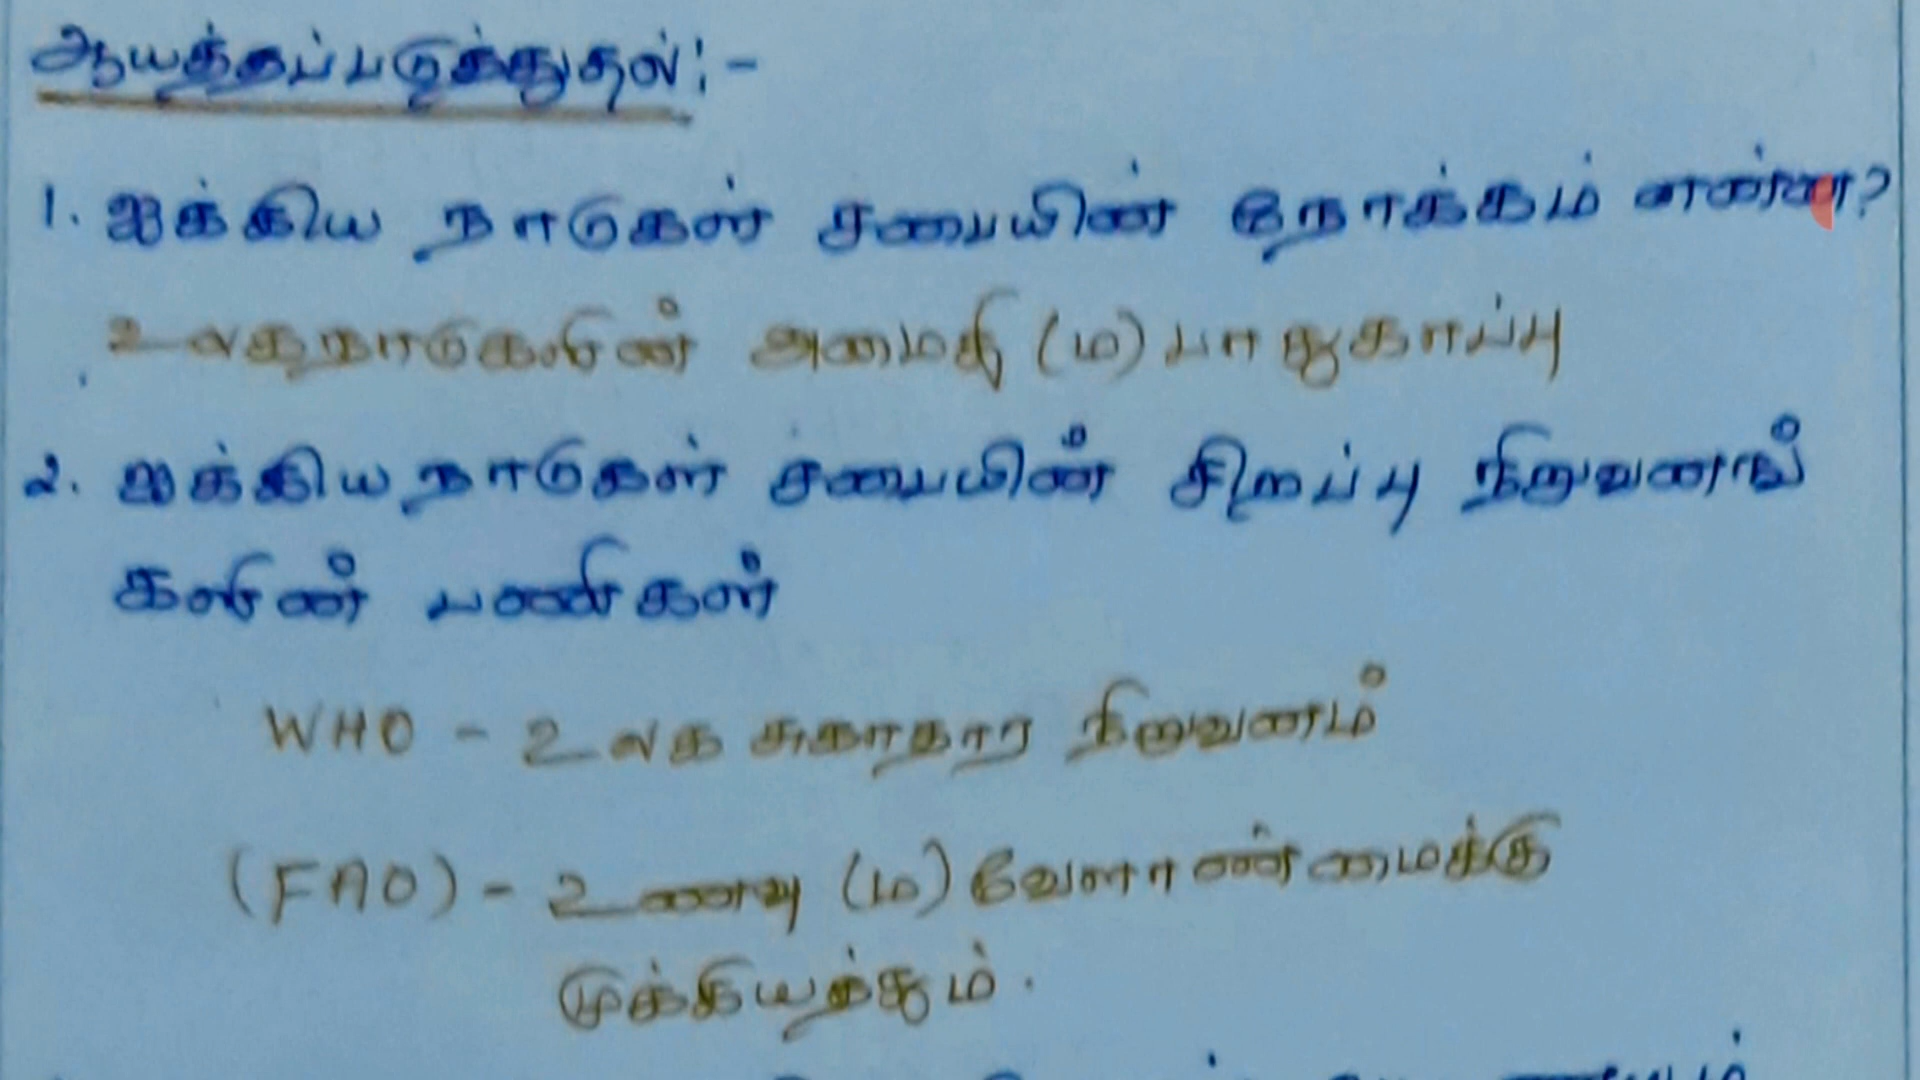 ஆயத்தப்படுத்துதல்:-
1. ஐக்கிய நாடுகள் சபையின் நோக்கம் என்ன?
உலகநாடுகளின் அமைதி (ம) பாதுகாப்பு
2. ஐக்கிய நாடுகள் சபையின் சிறப்பு நிறுவனங்
களின் பணிகள்
WHO - உலக சுகாதார நிறுவனம்
(FAO) - உணவு (ம) வேளாண்மைக்கு
முக்கியத்தும்.